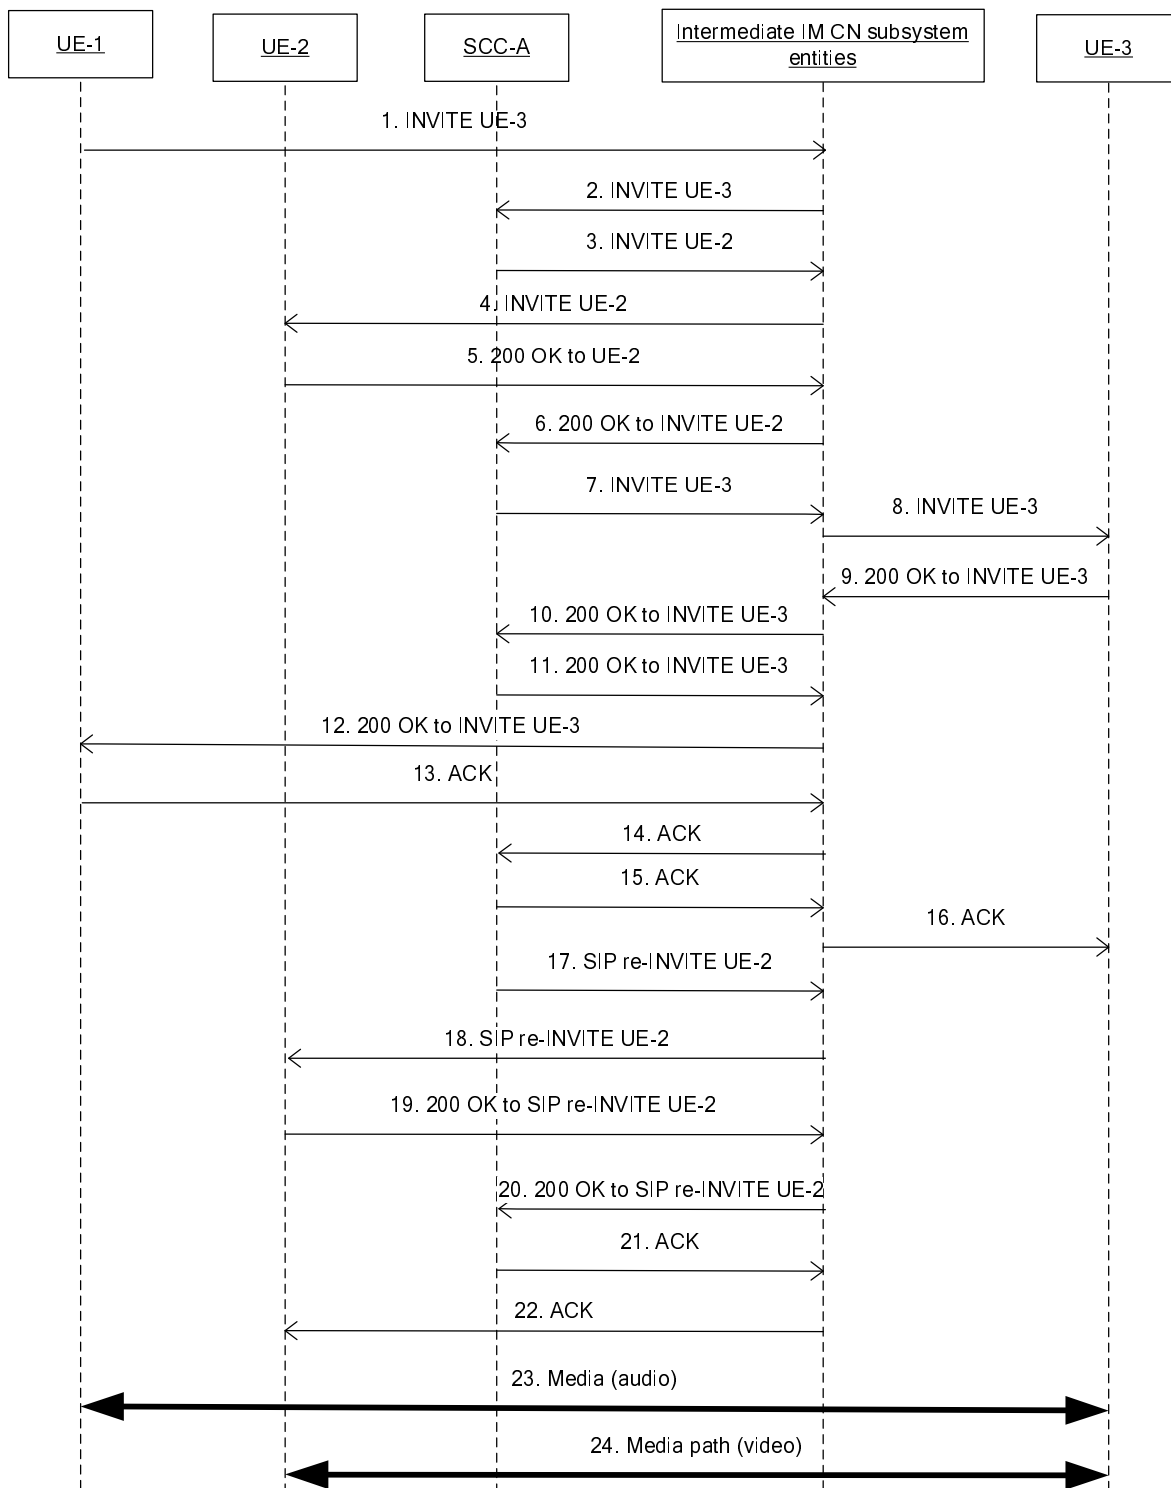 UE-1
UE-2
SCC-A
Intermediate IM CN subsystem
entities
UE-3
1. INVITE UE-3
2. INVITE UE-3
3. INVITE UE-2
4. INVITE UE-2
5. 200 OK to UE-2
6. 200 OK to INVITE UE-2
7. INVITE UE-3
8. INVITE UE-3
9. 200 OK to INVITE UE-3
10. 200 OK to INVITE UE-3
11. 200 OK to INVITE UE-3
12. 200 OK to INVITE UE-3
13. ACK
14. ACK
15. ACK
16. ACK
17. SIP re-INVITE UE-2
18. SIP re-INVITE UE-2
19. 200 OK to SIP re-INVITE UE-2
20. 200 OK to SIP re-INVITE UE-2
21. ACK
22. ACK
23. Media (audio)
24. Media path (video)